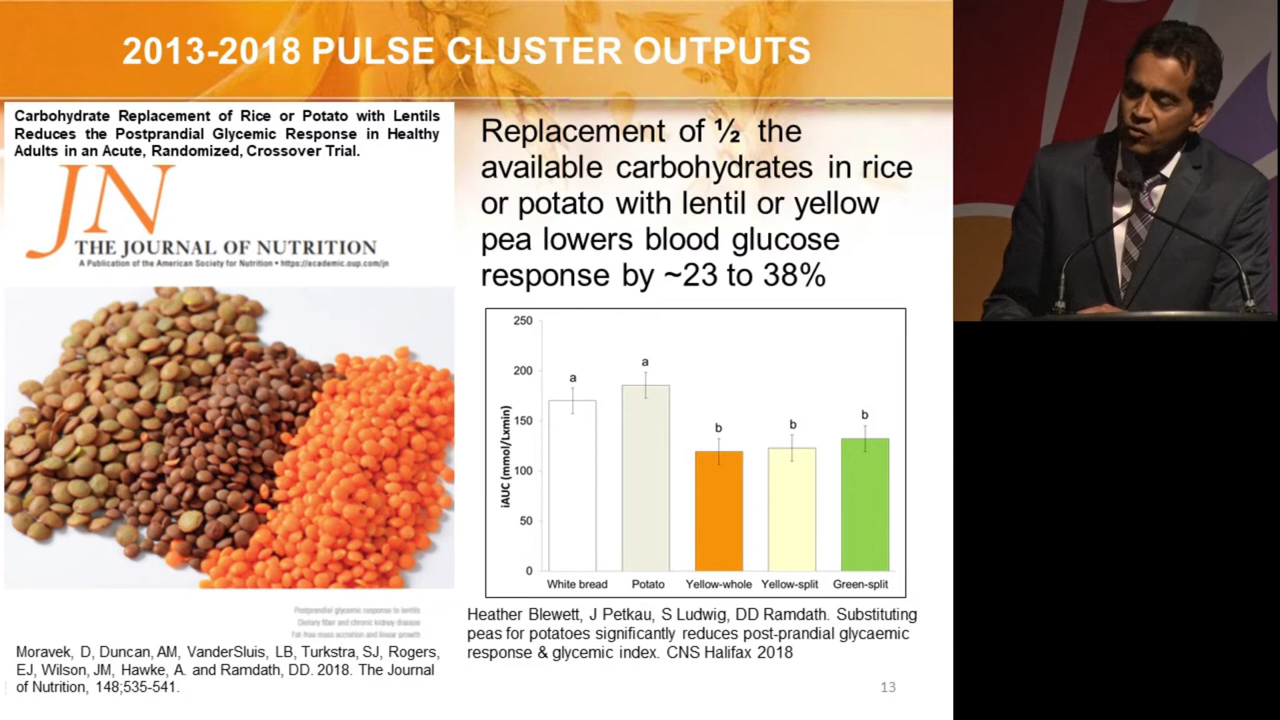 2013-2018 PULSE CLUSTER OUTPUTS
Carbohydrate Replacement of Rice or Potato with Lentils
Reduces the Postprandial Glycemic Response in Healthy
Adults in an Acute, Randomized, Crossover Trial.
JN
THE JOURNAL OF NUTRITION
A Publication of the American Society for Nutrition • https://academic.oup.com/jn
Postprandial glycemic response to lentils
Dietary fiber and chronic kidney disease
Fat-free mass accretion and linear growth
Moravek, D, Duncan, AM, VanderSluis, LB, Turkstra, SJ, Rogers,
EJ, Wilson, JM, Hawke, A. and Ramdath, DD. 2018. The Journal
of Nutrition, 148;535-541.
Replacement of ½ the
available carbohydrates in rice
or potato with lentil or yellow
pea lowers blood glucose
response by ~23 to 38%
iAUC (mmol/Lxmin)
250
200
150
100
50
0
a
a
b
b
b
White bread Potato Yellow-whole Yellow-split Green-split
Heather Blewett, J Petkau, S Ludwig, DD Ramdath. Substituting
peas for potatoes significantly reduces post-prandial glycaemic
response & glycemic index. CNS Halifax 2018
13